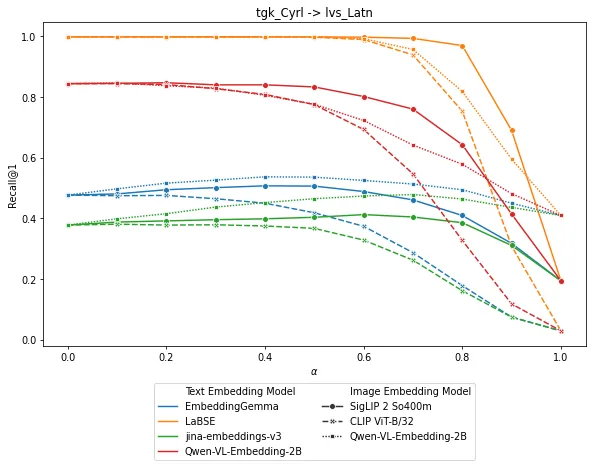 tgk_Cyrl -> lvs_Latn
Recall@1
1.0
0.8
0.6
0.4
0.2
0.0
0.0 0.2 0.4 0.6 0.8 1.0
α
Text Embedding Model
EmbeddingGemma
LaBSE
jina-embeddings-v3
Qwen-VL-Embedding-2B
Image Embedding Model
SigLIP 2 So400m
CLIP ViT-B/32
Qwen-VL-Embedding-2B